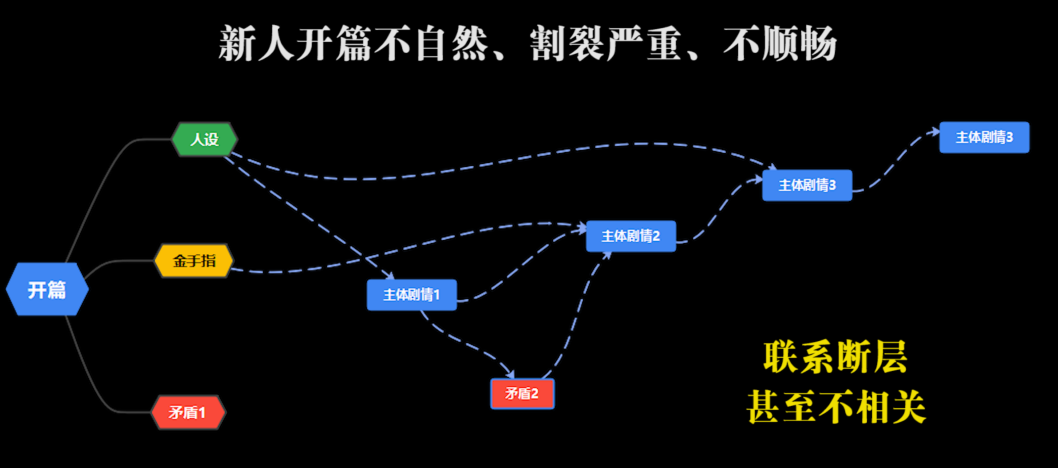 新人开篇不自然、割裂严重、不顺畅
人设
主体剧情3
主体剧情3
主体剧情2
金手指
开篇
主体剧情1
联系断层
矛盾2
甚至不相关
矛盾1